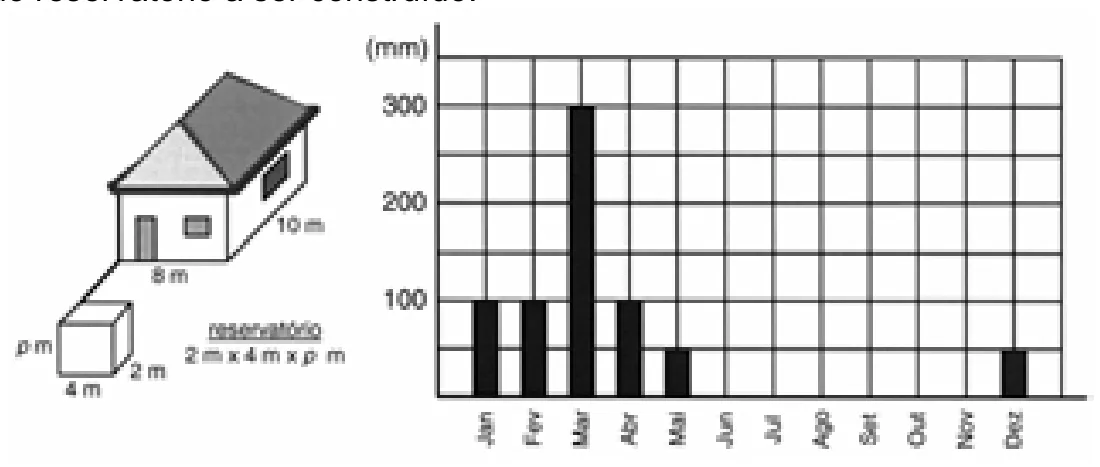 no reservatório a ser construído.
10 m
8 m
p m
2 m
4 m
reservatório
2 m x 4 m x p m
(mm)
300
200
100
Jan
Fev
Mar
Abr
Mai
Jun
Jul
Ago
Set
Out
Nov
Dez